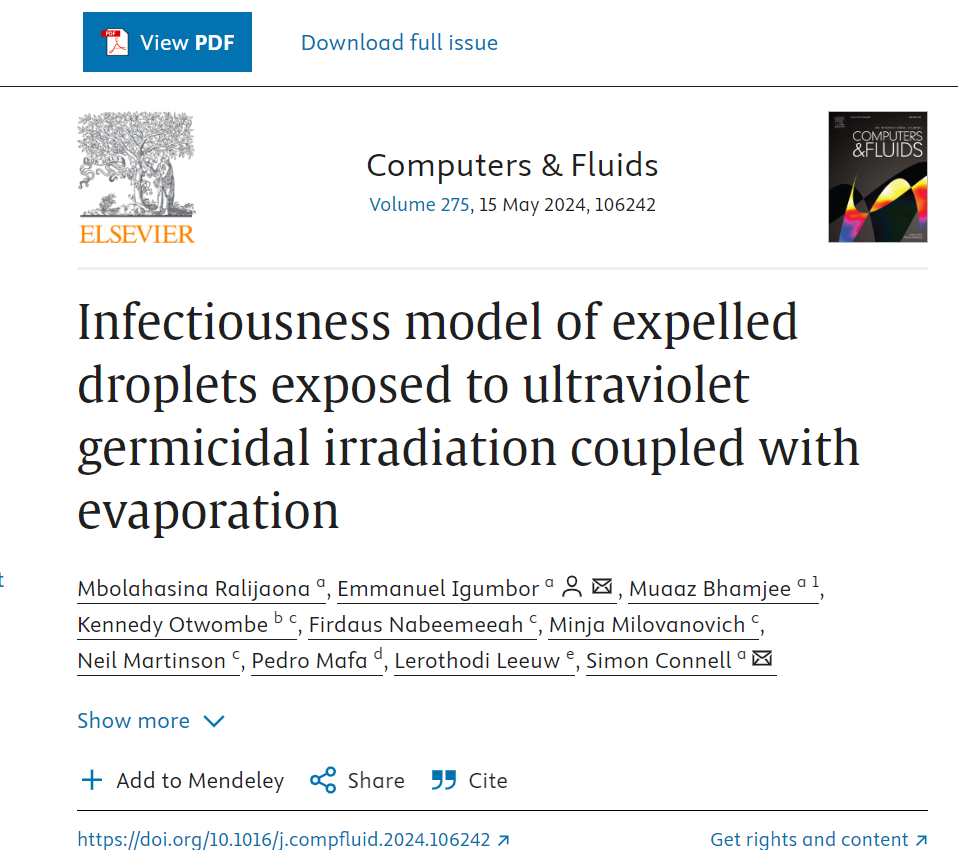 View PDF
Download full issue
ELSEVIER
Computers & Fluids
Volume 275, 15 May 2024, 106242
COMPUTERS
&FLUIDS
Infectiousness model of expelled
droplets exposed to ultraviolet
germicidal irradiation coupled with
evaporation
Mbolahasina Ralijaona a, Emmanuel Igumbor a, Muaaz Bhamjee a 1,
Kennedy Otwombe b c, Firdaus Nabeemeeah c, Minja Milovanovich c,
Neil Martinson c, Pedro Mafa d, Lerothodi Leeuw e, Simon Connell a
Show more
Add to Mendeley
Share
Cite
https://doi.org/10.1016/j.compfluid.2024.106242
Get rights and content